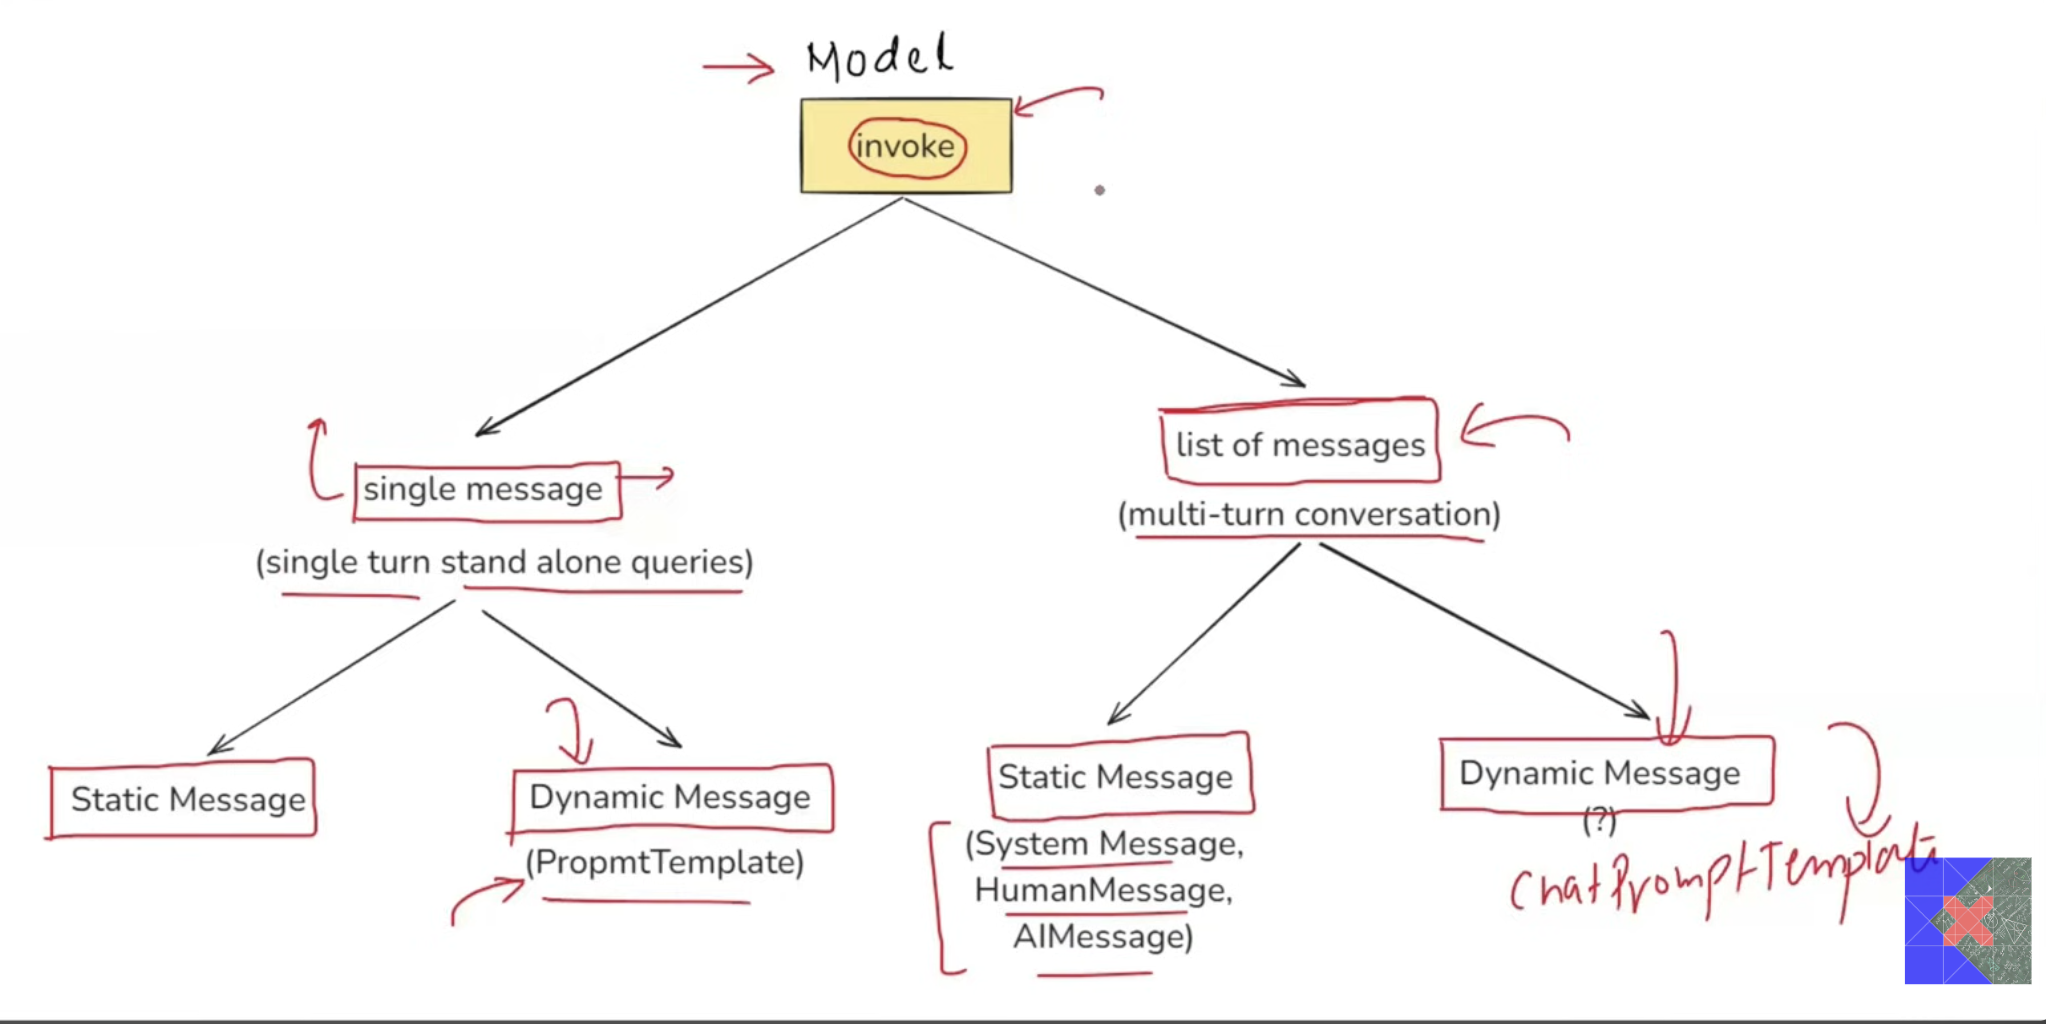 Model
invoke
single message
(single turn stand alone queries)
list of messages
(multi-turn conversation)
Static Message
Dynamic Message
(PropmtTemplate)
Static Message
(System Message,
HumanMessage,
AIMessage)
Dynamic Message
(?)
ChatPromptTemplate